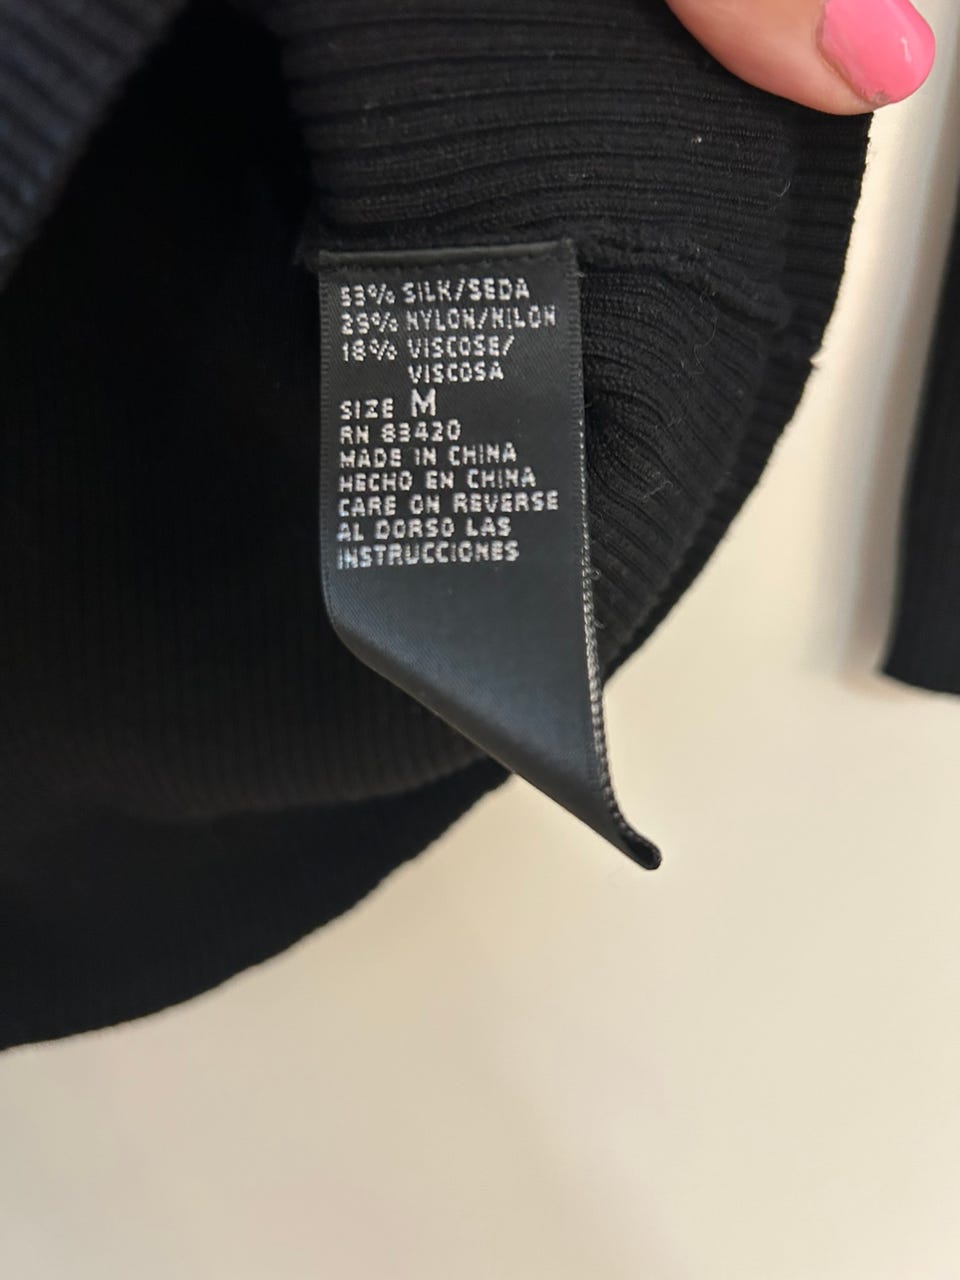 53% SILK/SEDA
29% NYLON/NILON
18% VISCOSE/
VISCOSA
SIZE M
RN 83420
MADE IN CHINA
HECHO EN CHINA
CARE ON REVERSE
AL DORSO LAS
INSTRUCCIONES